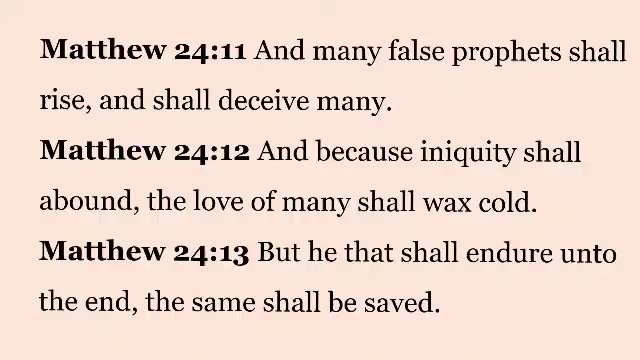 Matthew 24:11 And many false prophets shall
rise, and shall deceive many.
Matthew 24:12 And because iniquity shall
abound, the love of many shall wax cold.
Matthew 24:13 But he that shall endure unto
the end, the same shall be saved.